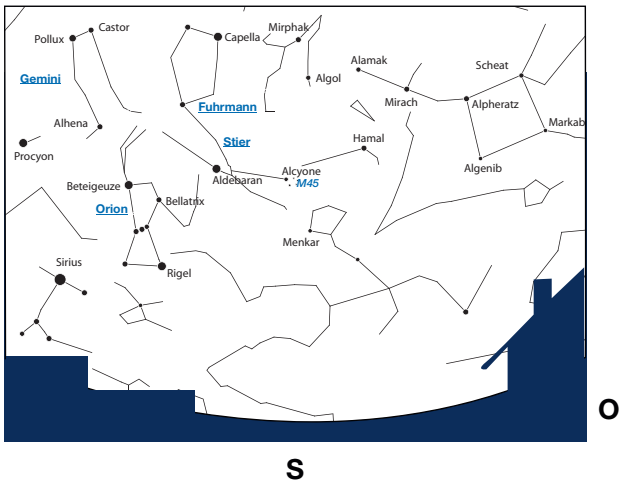 Castor
Pollux
Mirphak
Capella
Alamak
Scheat
Gemini
Algol
Mirach
Alpheratz
Fuhrmann
Alhena
Markab
Procyon
Stier
Hamal
Algenib
Aldebaran
Alcyone
M45
Beteigeuze
Bellatrix
Orion
Menkar
Sirius
Rigel
O
S